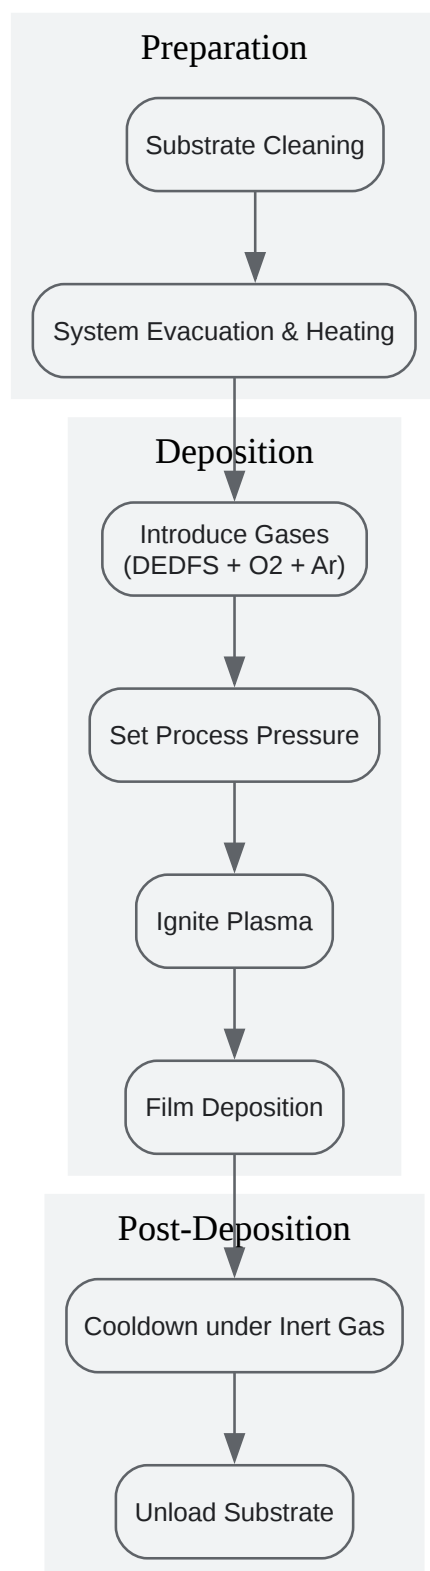 Preparation
Substrate Cleaning
System Evacuation & Heating
Deposition
Introduce Gases
(DEDFS + O2 + Ar)
Set Process Pressure
Ignite Plasma
Film Deposition
Post-Deposition
Cooldown under Inert Gas
Unload Substrate